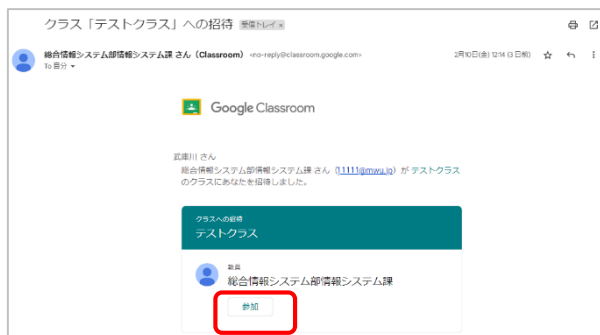 クラス「テストクラス」への招待 受信トレイ×
総合情報システム部情報システム課 さん（Classroom） <no-reply@classroom.google.com> 2月10日(金) 12:14 (3 日前)
To 自分
Google Classroom
武庫川 さん
総合情報システム部情報システム課 さん（11111@mwu.jp）が テストクラス
のクラスにあなたを招待しました。
クラスへの招待
テストクラス
教員
総合情報システム部情報システム課
参加